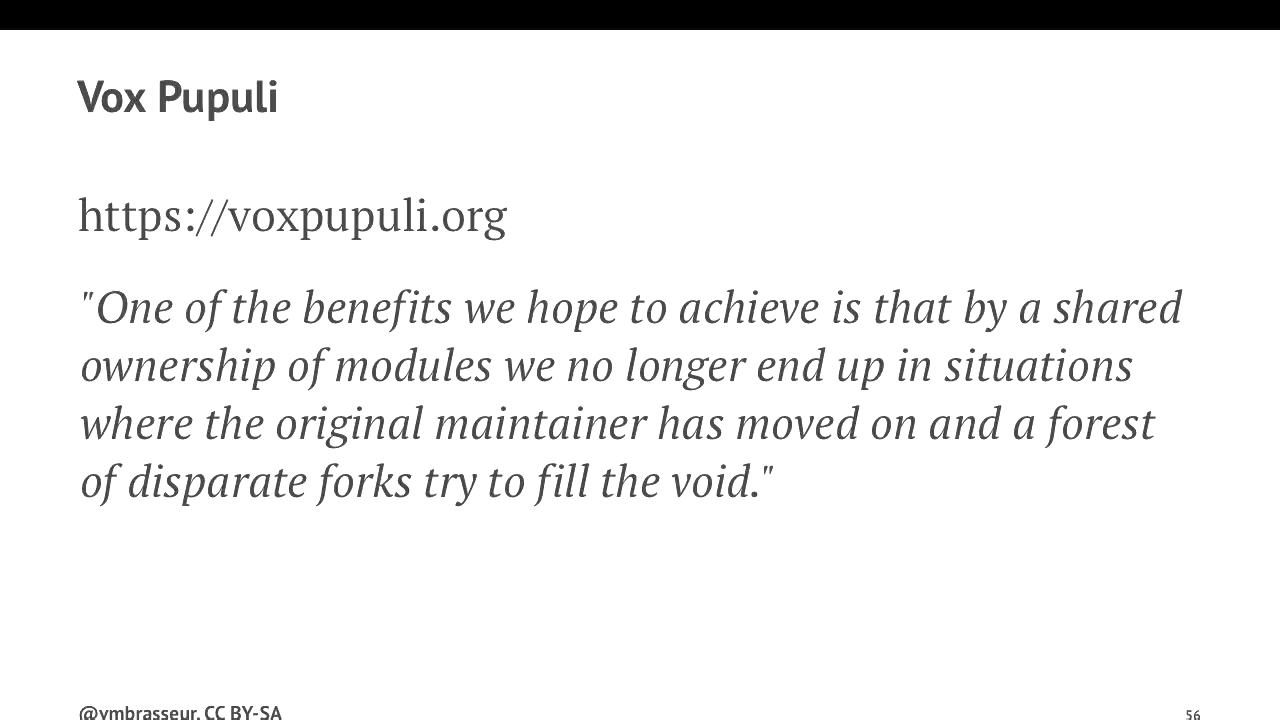 Vox Pupuli
https://voxpupuli.org
"One of the benefits we hope to achieve is that by a shared
ownership of modules we no longer end up in situations
where the original maintainer has moved on and a forest
of disparate forks try to fill the void."
@vmbrasseur, CC BY-SA
56